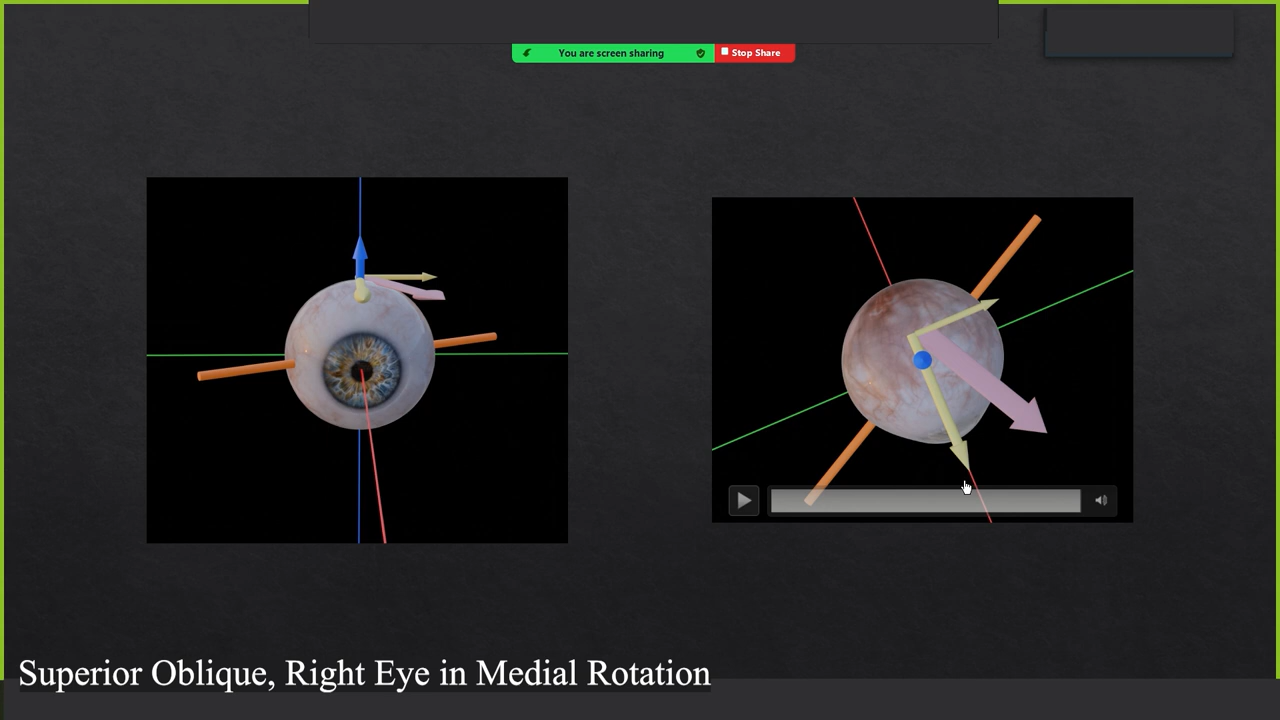 You are screen sharing
Stop Share
Superior Oblique, Right Eye in Medial Rotation